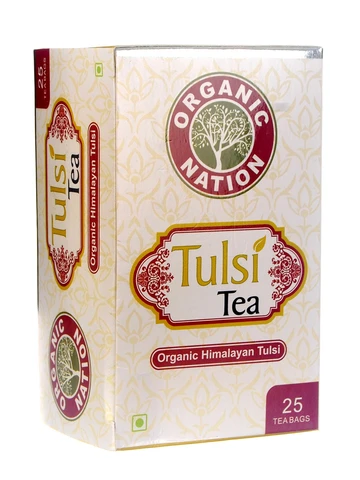 25
TEA BAGS
Tulsi
Tea
Organic Himalayan Tulsi
ORGANIC
NATION
ORGANIC
NATION
Tulsi
Tea
Organic Himalayan Tulsi
25
TEA BAGS